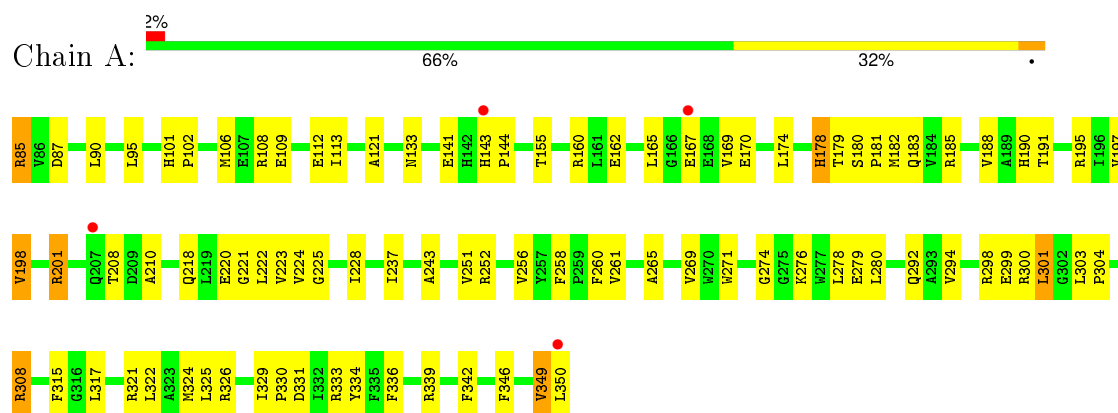 2%
Chain A:
66% 32% •
R85 V86 D87 L90 L95 H101 P102 M106 E107 R108 E109 E112 I113 A121 N133 E141 H142 H143 P144 T155 R160 L161 E162 L165 G166 E167 E168 V169 E170 L174 H178 T179 S180 P181 M182 Q183 V184 R185 V188 A189 H190 T191 R195 I196 V197
V198 R201 Q207 T208 D209 A210 Q218 L219 E220 G221 L222 V223 V224 G225 I228 I237 A243 V251 R252 V256 Y257 F258 P259 F260 V261 A265 V269 W270 W271 G274 G275 K276 W277 L278 E279 L280 Q292 A293 V294 R298 E299 R300 L301 G302 L303 P304
R308 F315 G316 L317 R321 L322 A323 M324 L325 R326 I329 P330 D331 I332 R333 Y334 F335 F336 R339 F342 F346 V349 L350